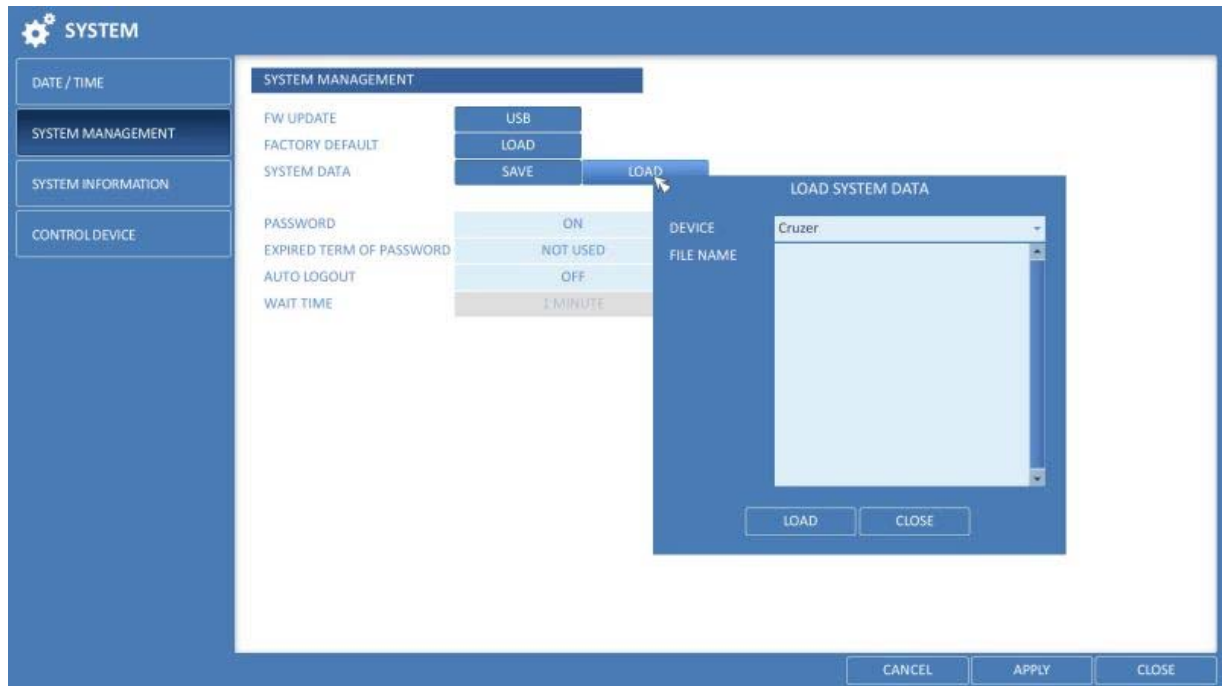 SYSTEM
DATE / TIME
SYSTEM MANAGEMENT
SYSTEM INFORMATION
CONTROL DEVICE
SYSTEM MANAGEMENT
FW UPDATE USB
FACTORY DEFAULT LOAD
SYSTEM DATA SAVE LOAD
PASSWORD ON
EXPIRED TERM OF PASSWORD NOT USED
AUTO LOGOUT OFF
WAIT TIME 1 MINUTE
LOAD SYSTEM DATA
DEVICE Cruzer
FILE NAME
LOAD CLOSE
CANCEL APPLY CLOSE